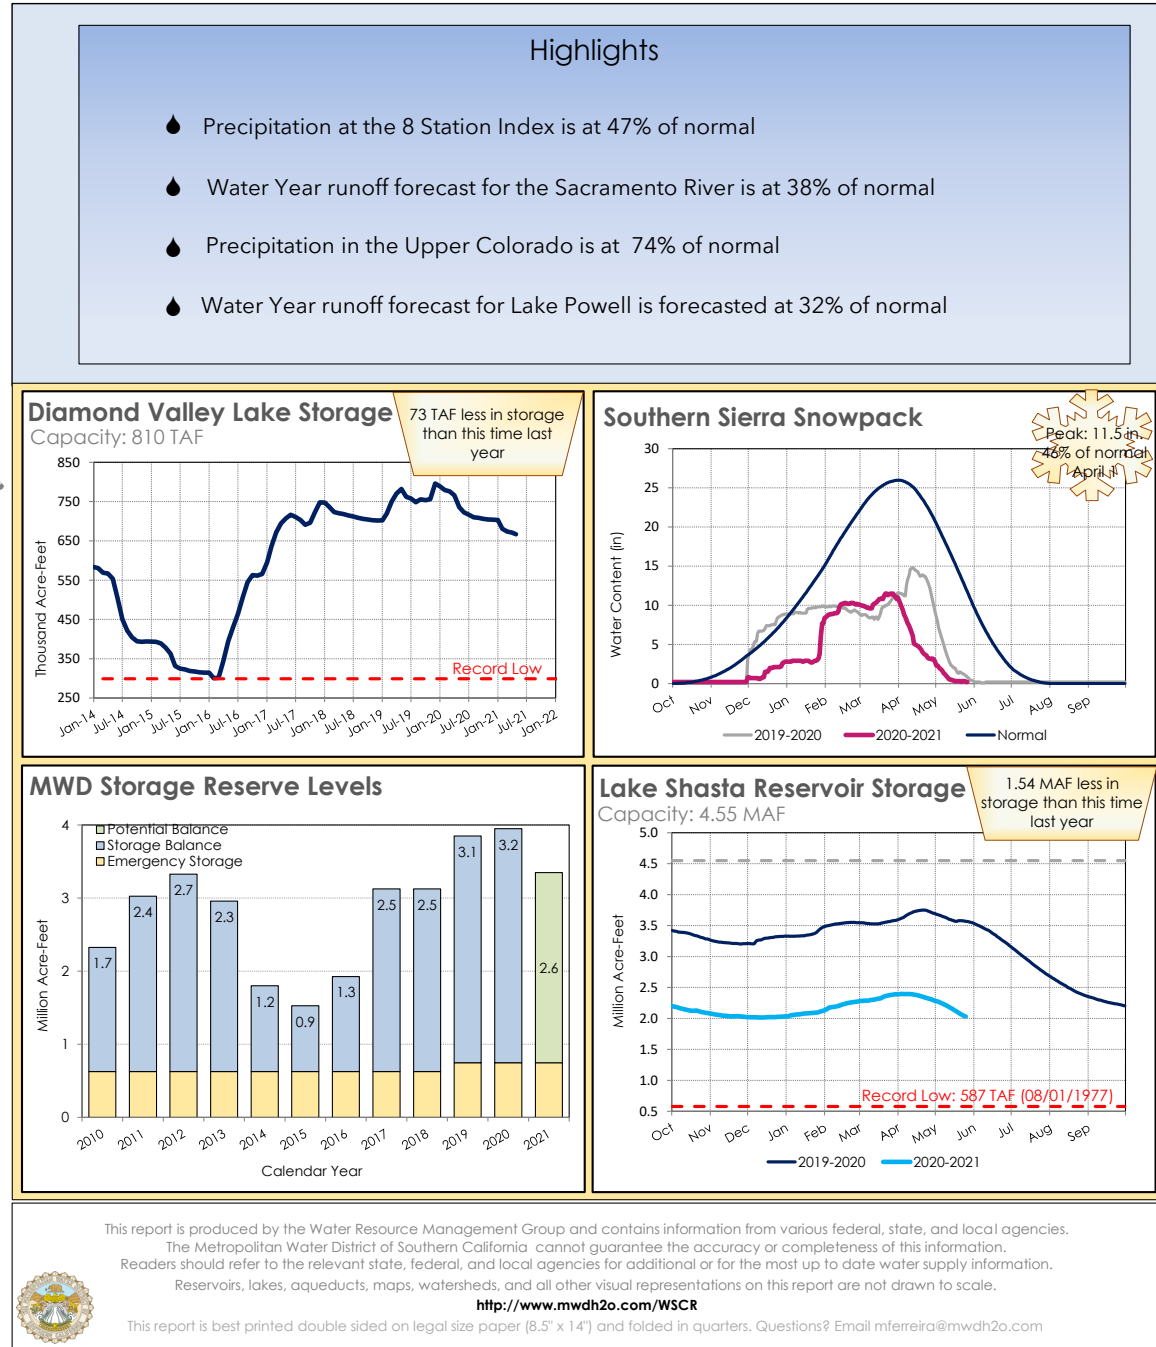 Highlights
Precipitation at the 8 Station Index is at 47% of normal
Water Year runoff forecast for the Sacramento River is at 38% of normal
Precipitation in the Upper Colorado is at 74% of normal
Water Year runoff forecast for Lake Powell is forecasted at 32% of normal
Diamond Valley Lake Storage
Capacity: 810 TAF
73 TAF less in storage
than this time last
year
850
750
650
550
450
350
250
Thousand Acre-Feet
Record Low
Jan-14
Jul-14
Jan-15
Jul-15
Jan-16
Jul-16
Jan-17
Jul-17
Jan-18
Jul-18
Jan-19
Jul-19
Jan-20
Jul-20
Jan-21
Jul-21
Jan-22
Southern Sierra Snowpack
Peak: 11.5 in.
46% of normal
April 1
30
25
20
15
10
5
0
Water Content (in)
Oct
Nov
Dec
Jan
Feb
Mar
Apr
May
Jun
Jul
Aug
Sep
2019-2020
2020-2021
Normal
MWD Storage Reserve Levels
4
3
2
1
0
Million Acre-Feet
Potential Balance
Storage Balance
Emergency Storage
1.7
2.4
2.7
2.3
1.2
0.9
1.3
2.5
2.5
3.1
3.2
2.6
2010
2011
2012
2013
2014
2015
2016
2017
2018
2019
2020
2021
Calendar Year
Lake Shasta Reservoir Storage
Capacity: 4.55 MAF
1.54 MAF less in
storage than this time
last year
5.0
4.5
4.0
3.5
3.0
2.5
2.0
1.5
1.0
0.5
Million Acre-Feet
Record Low: 587 TAF (08/01/1977)
Oct
Nov
Dec
Jan
Feb
Mar
Apr
May
Jun
Jul
Aug
Sep
2019-2020
2020-2021
This report is produced by the Water Resource Management Group and contains information from various federal, state, and local agencies.
The Metropolitan Water District of Southern California cannot guarantee the accuracy or completeness of this information.
Readers should refer to the relevant state, federal, and local agencies for additional or for the most up to date water supply information.
Reservoirs, lakes, aqueducts, maps, watersheds, and all other visual representations on this report are not drawn to scale.
http://www.mwdh2o.com/WSCR
This report is best printed double sided on legal size paper (8.5" x 14") and folded in quarters. Questions? Email mferreira@mwdh2o.com